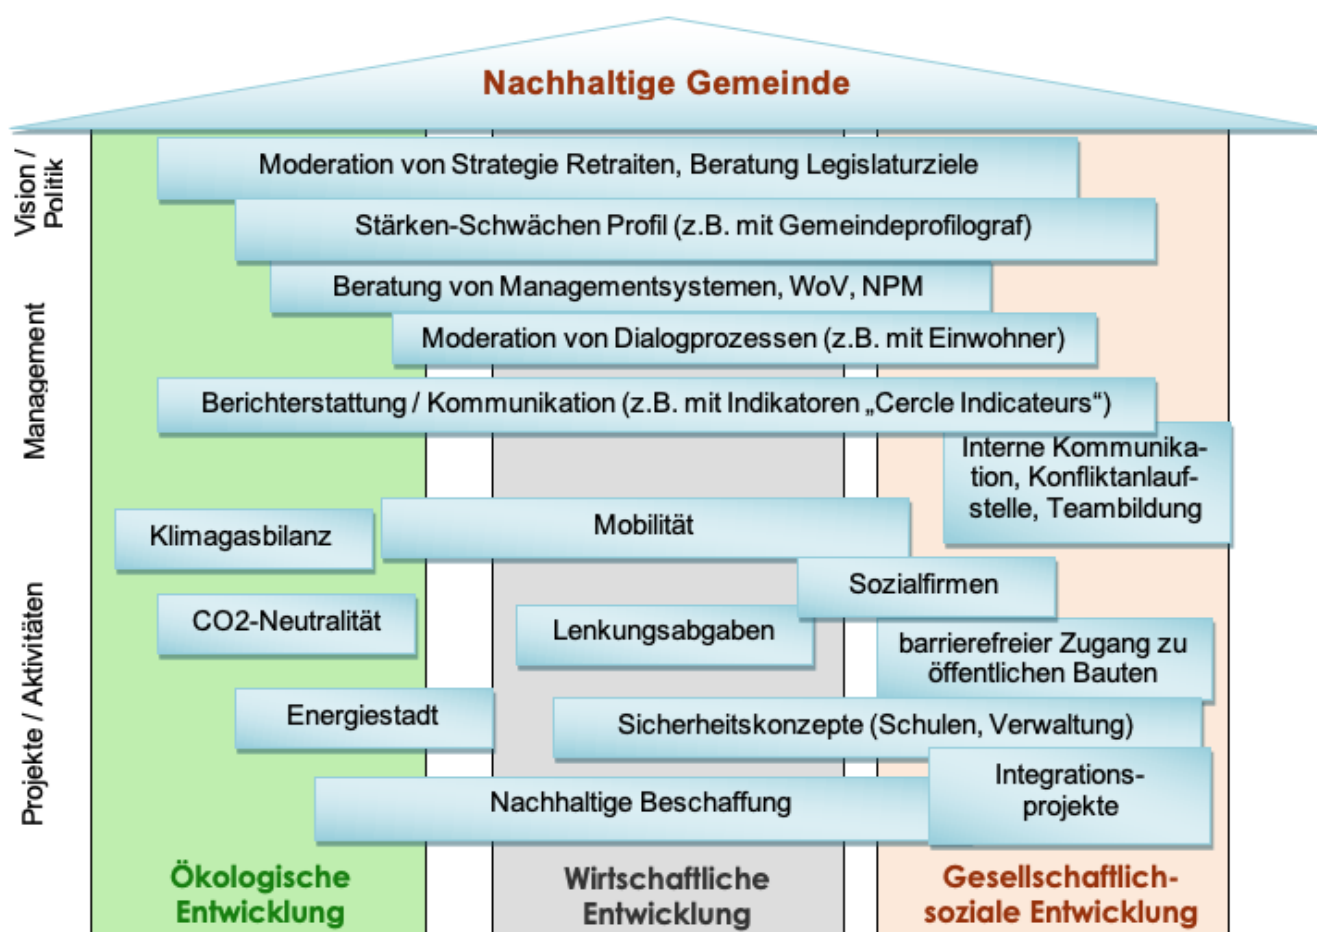 Nachhaltige Gemeinde
Vision /
Politik
Moderation von Strategie Retraiten, Beratung Legislaturziele
Stärken-Schwächen Profil (z.B. mit Gemeindeprofilograf)
Management
Beratung von Managementsystemen, WoV, NPM
Moderation von Dialogprozessen (z.B. mit Einwohner)
Berichterstattung / Kommunikation (z.B. mit Indikatoren „Cercle Indicateurs“)
Interne Kommunika-
tion, Konfliktanlauf-
stelle, Teambildung
Projekte / Aktivitäten
Klimagasbilanz
Mobilität
Sozialfirmen
CO2-Neutralität
Lenkungsabgaben
barrierefreier Zugang zu
öffentlichen Bauten
Energiestadt
Sicherheitskonzepte (Schulen, Verwaltung)
Nachhaltige Beschaffung
Integrations-
projekte
Ökologische
Entwicklung
Wirtschaftliche
Entwicklung
Gesellschaftlich-
soziale Entwicklung